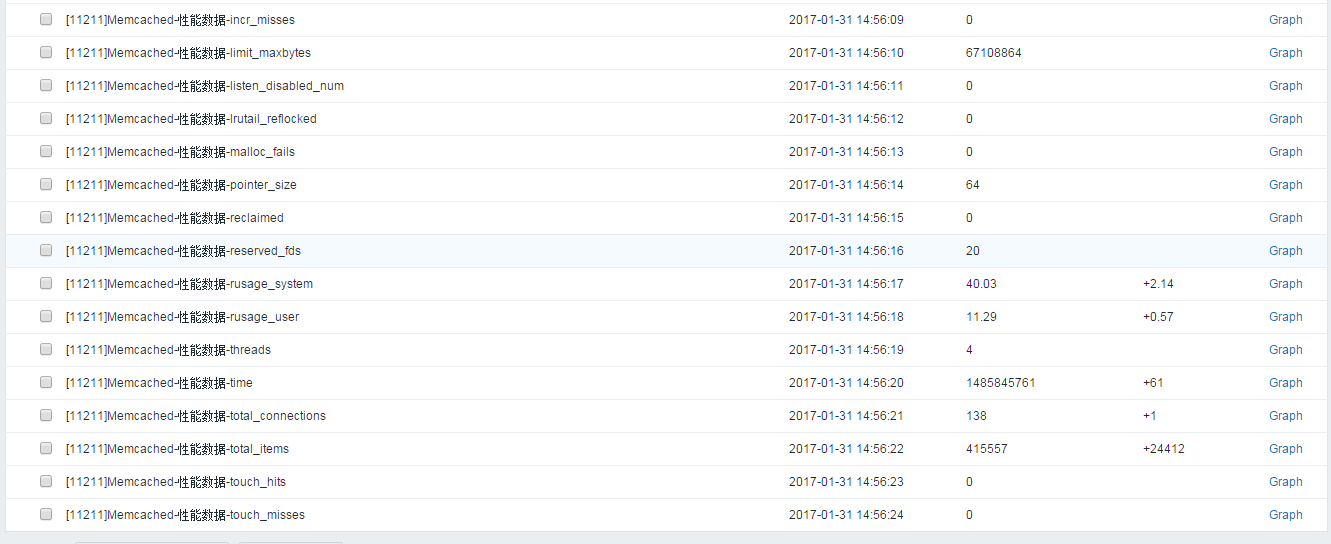 [11211]Memcached-性能数据-incr_misses 2017-01-31 14:56:09 0 Graph
[11211]Memcached-性能数据-limit_maxbytes 2017-01-31 14:56:10 67108864 Graph
[11211]Memcached-性能数据-listen_disabled_num 2017-01-31 14:56:11 0 Graph
[11211]Memcached-性能数据-lrutail_reflocked 2017-01-31 14:56:12 0 Graph
[11211]Memcached-性能数据-malloc_fails 2017-01-31 14:56:13 0 Graph
[11211]Memcached-性能数据-pointer_size 2017-01-31 14:56:14 64 Graph
[11211]Memcached-性能数据-reclaimed 2017-01-31 14:56:15 0 Graph
[11211]Memcached-性能数据-reserved_fds 2017-01-31 14:56:16 20 Graph
[11211]Memcached-性能数据-rusage_system 2017-01-31 14:56:17 40.03 +2.14 Graph
[11211]Memcached-性能数据-rusage_user 2017-01-31 14:56:18 11.29 +0.57 Graph
[11211]Memcached-性能数据-threads 2017-01-31 14:56:19 4 Graph
[11211]Memcached-性能数据-time 2017-01-31 14:56:20 1485845761 +61 Graph
[11211]Memcached-性能数据-total_connections 2017-01-31 14:56:21 138 +1 Graph
[11211]Memcached-性能数据-total_items 2017-01-31 14:56:22 415557 +24412 Graph
[11211]Memcached-性能数据-touch_hits 2017-01-31 14:56:23 0 Graph
[11211]Memcached-性能数据-touch_misses 2017-01-31 14:56:24 0 Graph